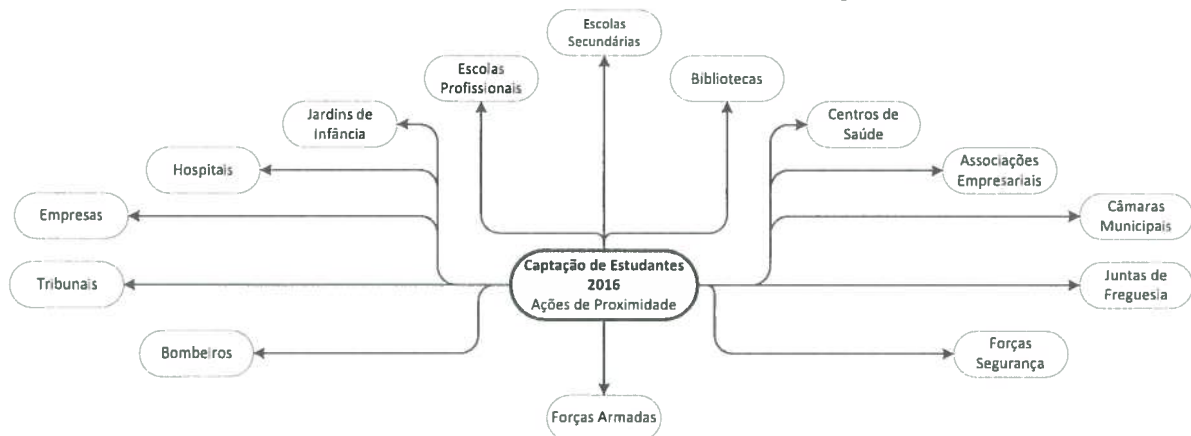 Escolas
Secundárias
Escolas
Profissionais
Bibliotecas
Jardins de
Infância
Centros de
Saúde
Hospitais
Associações
Empresariais
Empresas
Câmaras
Municipais
Captação de Estudantes
2016
Ações de Proximidade
Tribunais
Juntas de
Freguesia
Bombeiros
Forças
Segurança
Forças Armadas